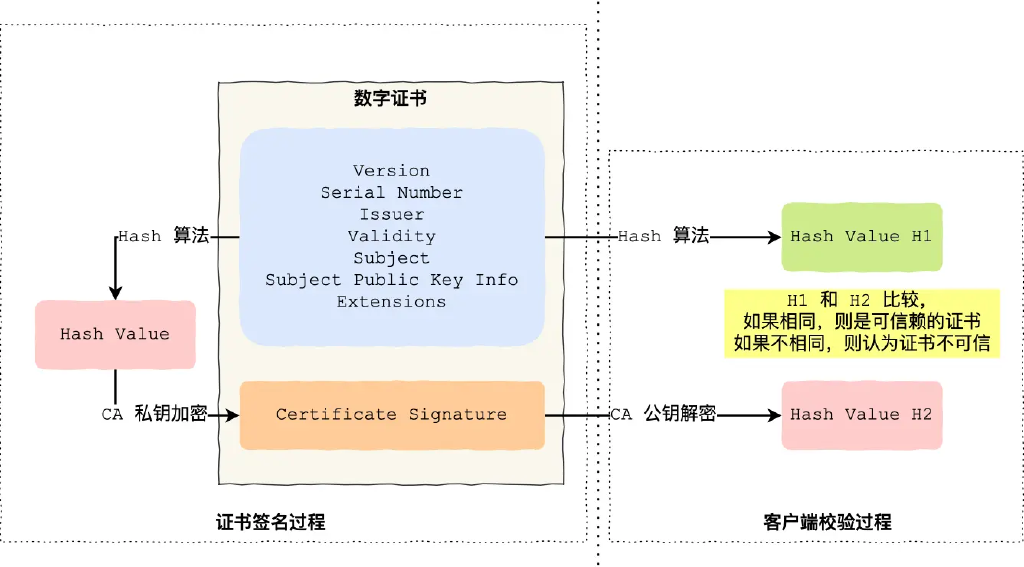 数字证书
Version
Serial Number
Issuer
Validity
Subject
Subject Public Key Info
Extensions
Hash 算法
Hash Value
CA 私钥加密
Certificate Signature
证书签名过程
Hash 算法
Hash Value H1
H1 和 H2 比较，
如果相同，则是可信赖的证书
如果不相同，则认为证书不可信
CA 公钥解密
Hash Value H2
客户端校验过程